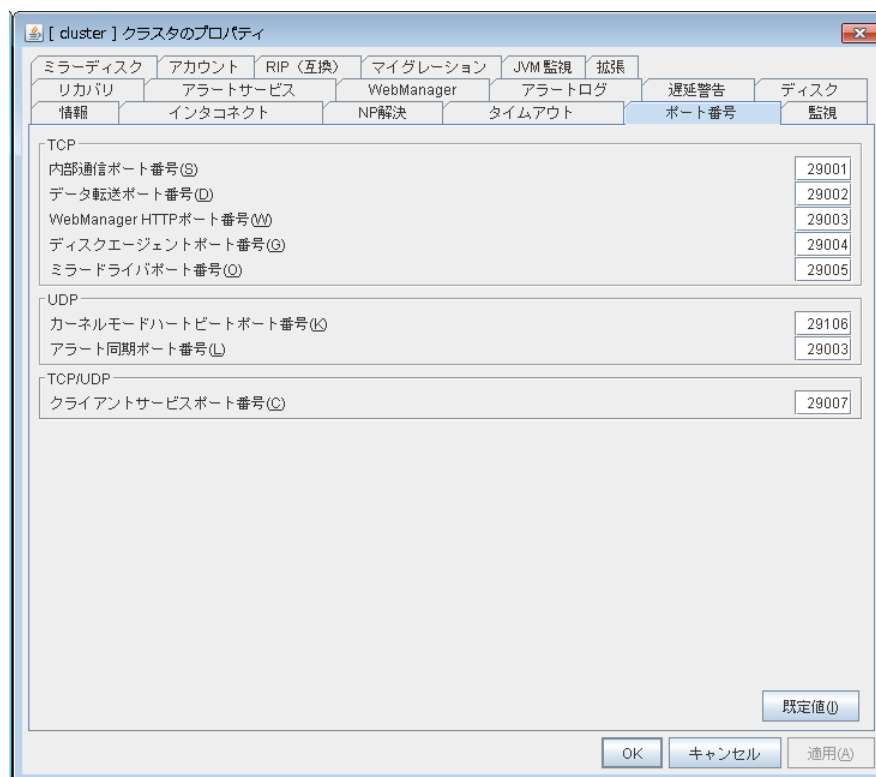 [ cluster ] クラスタのプロパティ
ミラーディスク アカウント RIP（互換） マイグレーション JVM監視 拡張
リカバリ アラートサービス WebManager アラートログ 遅延警告 ディスク
情報 インタコネクト NP解決 タイムアウト ポート番号 監視
TCP
内部通信ポート番号(S) 29001
データ転送ポート番号(D) 29002
WebManager HTTPポート番号(W) 29003
ディスクエージェントポート番号(G) 29004
ミラードライバポート番号(O) 29005
UDP
カーネルモードハートビートポート番号(K) 29106
アラート同期ポート番号(L) 29003
TCP/UDP
クライアントサービスポート番号(C) 29007
既定値(I)
OK キャンセル 適用(A)